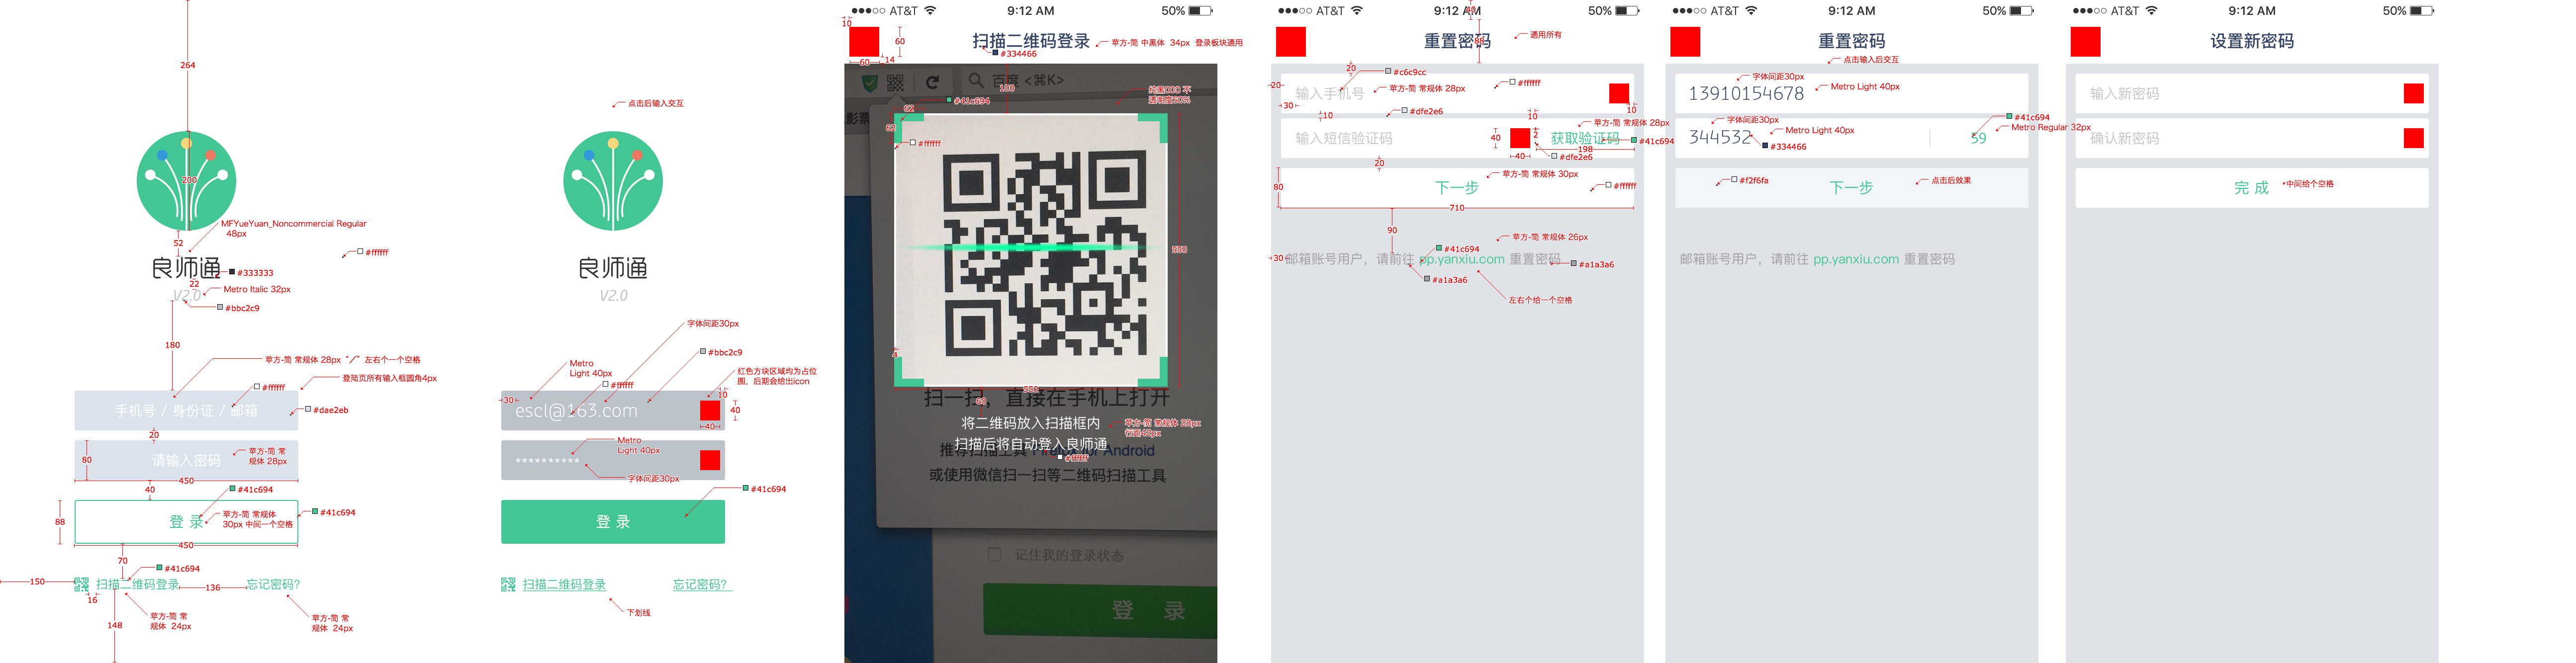 264
200
MFYueYuan_Noncommercial Regular
48px
52
#ffffff
良师通
#333333
22
Metro Italic 32px
V2.0
#bbc2c9
180
苹方-简 常规体 28px “／” 左右个一个空格
登陆页所有输入框圆角4px
#ffffff
手机号 / 身份证 / 邮箱
#dae2eb
20
80
请输入密码
苹方-简 常
规体 28px
450
40
#41c694
88
登 录
苹方-简 常规体
30px 中间一个空格
#41c694
450
70
#41c694
150
扫描二维码登录
136
忘记密码?
16
苹方-简 常
规体 24px
苹方-简 常
规体 24px
148
点击后输入交互
良师通
V2.0
字体间距30px
#bbc2c9
Metro
Light 40px
#ffffff
红色方块区域均为占位
图，后期会给出icon
30
10
escl@163.com
40
40
Metro
Light 40px
**********
字体间距30px
#41c694
登 录
扫描二维码登录
忘记密码?
下划线
AT&T
9:12 AM
50%
10
60
扫描二维码登录
苹方-简 中黑体 34px 登录板块通用
#334466
60
14
百度 <⌘K>
100
#41c694
62
62
#ffffff
550
4
550
扫一扫，直接在手机上打开
60
将二维码放入扫描框内
扫描后将自动登入良师通
#ffffff
推荐扫描工具 Firefox for Android
或使用微信扫一扫等二维码扫描工具
记住我的登录状态
登 录
AT&T
9:12 AM
50%
40
重置密码
88
通用所有
20
#c6c9cc
20
输入手机号
苹方-简 常规体 28px
#ffffff
30
10
#dfe2e6
10
10
输入短信验证码
40
2
获取验证码
苹方-简 常规体 28px
#41c694
198
40
#dfe2e6
20
80
下一步
苹方-简 常规体 30px
#ffffff
710
90
苹方-简 常规体 26px
#41c694
30
邮箱账号用户，请前往 pp.yanxiu.com 重置密码
#a1a3a6
#a1a3a6
左右个给一个空格
AT&T
9:12 AM
50%
重置密码
点击输入后交互
字体间距30px
13910154678
Metro Light 40px
字体间距30px
344532
Metro Light 40px
#334466
59
#41c694
Metro Regular 32px
#f2f6fa
下一步
点击后效果
邮箱账号用户，请前往 pp.yanxiu.com 重置密码
AT&T
9:12 AM
50%
设置新密码
输入新密码
确认新密码
完 成
中间给个空格